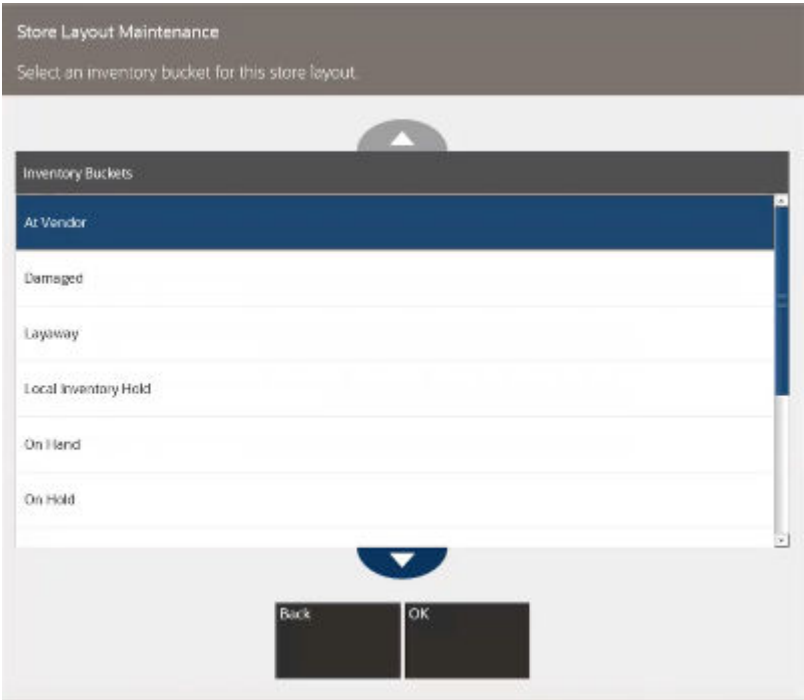 Store Layout Maintenance
Select an inventory bucket for this store layout.
Inventory Buckets
At Vendor
Damaged
Layaway
Local Inventory Hold
On Hand
On Hold
Back OK